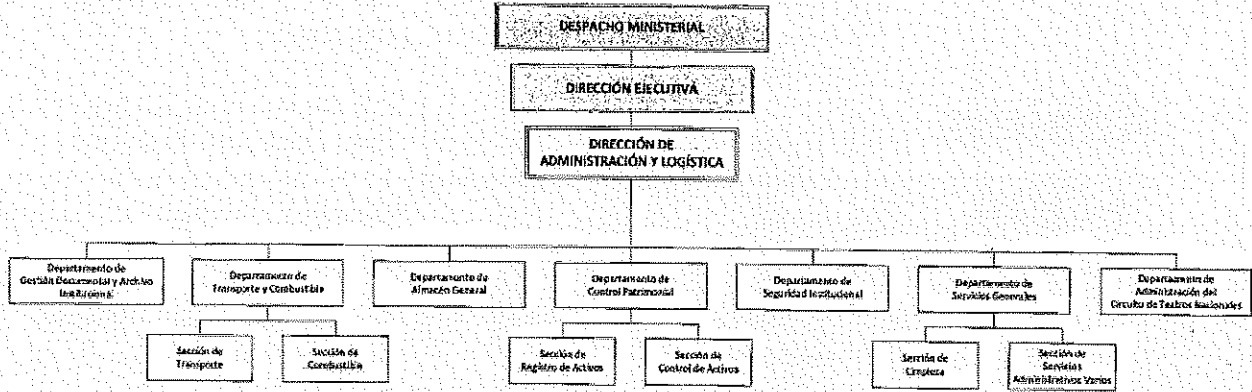 DESPACHO MINISTERIAL
DIRECCIÓN EJECUTIVA
DIRECCIÓN DE
ADMINISTRACIÓN Y LOGÍSTICA
Departamento de
Gestión Documental y Archivo
Institucional
Departamento de
Transporte y Combustible
Departamento de
Almacén General
Departamento de
Control Patrimonial
Departamento de
Seguridad Institucional
Departamento de
Servicios Generales
Departamento de
Administración del
Circuito de Teatros Nacionales
Sección de
Transporte
Sección de
Combustible
Sección de
Registro de Activos
Sección de
Control de Activos
Sección de
Limpieza
Sección de
Servicios
Administrativos Varios